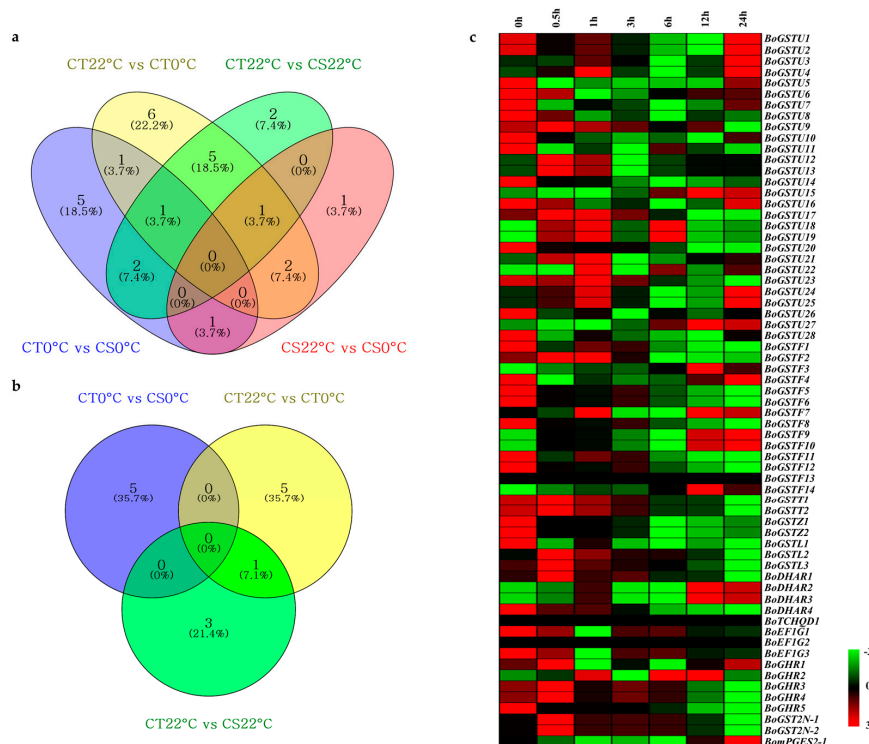 a
CT22°C vs CT0°C
CT22°C vs CS22°C
6
(22.2%)
2
(7.4%)
1
(3.7%)
5
(18.5%)
0
(0%)
5
(18.5%)
1
(3.7%)
1
(3.7%)
1
(3.7%)
0
(0%)
2
(7.4%)
2
(7.4%)
0
(0%)
0
(0%)
1
(3.7%)
CT0°C vs CS0°C
CS22°C vs CS0°C
b
CT0°C vs CS0°C
CT22°C vs CT0°C
5
(35.7%)
0
(0%)
5
(35.7%)
0
(0%)
0
(0%)
1
(7.1%)
3
(21.4%)
CT22°C vs CS22°C
c
0h 0.5h 1h 3h 6h 12h 24h
BoGSTU1
BoGSTU2
BoGSTU3
BoGSTU4
BoGSTU5
BoGSTU6
BoGSTU7
BoGSTU8
BoGSTU9
BoGSTU10
BoGSTU11
BoGSTU12
BoGSTU13
BoGSTU14
BoGSTU15
BoGSTU16
BoGSTU17
BoGSTU18
BoGSTU19
BoGSTU20
BoGSTU21
BoGSTU22
BoGSTU23
BoGSTU24
BoGSTU25
BoGSTU26
BoGSTU27
BoGSTU28
BoGSTF1
BoGSTF2
BoGSTF3
BoGSTF4
BoGSTF5
BoGSTF6
BoGSTF7
BoGSTF8
BoGSTF9
BoGSTF10
BoGSTF11
BoGSTF12
BoGSTF13
BoGSTF14
BoGSTT1
BoGSTT2
BoGSTZ1
BoGSTZ2
BoGSTL1
BoGSTL2
BoGSTL3
BoDHAR1
BoDHAR2
BoDHAR3
BoDHAR4
BoTCHQD1
BoEF1G1
BoEF1G2
BoEF1G3
BoGHR1
BoGHR2
BoGHR3
BoGHR4
BoGHR5
BoGST2N-1
BoGST2N-2
BomPGES2-1
0
3